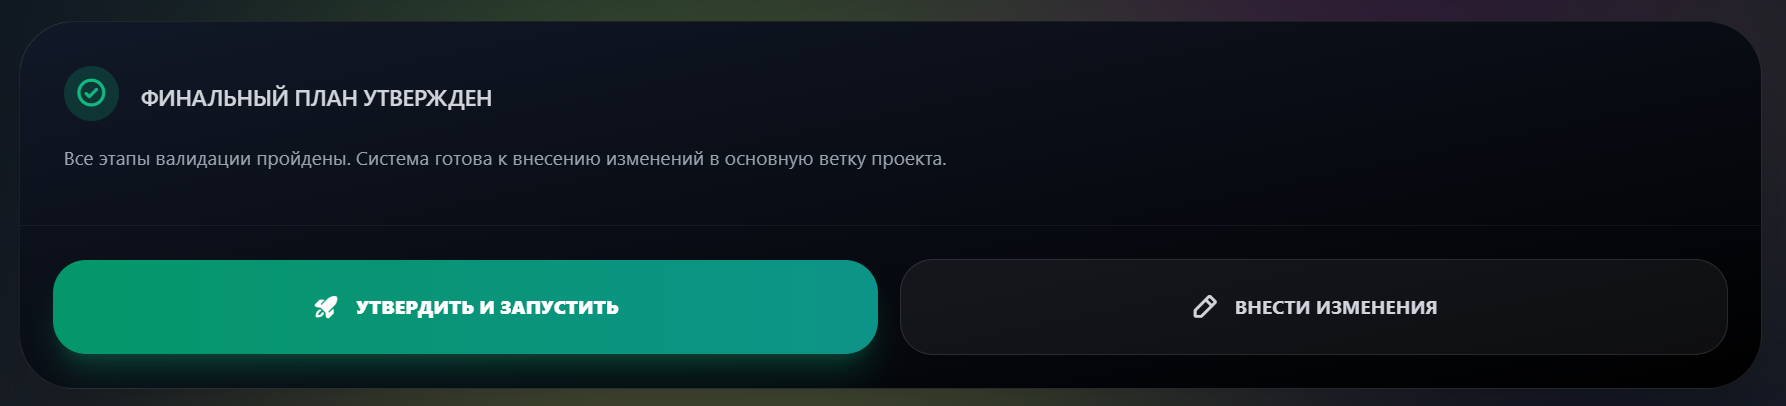 ФИНАЛЬНЫЙ ПЛАН УТВЕРЖДЕН
Все этапы валидации пройдены. Система готова к внесению изменений в основную ветку проекта.
УТВЕРДИТЬ И ЗАПУСТИТЬ
ВНЕСТИ ИЗМЕНЕНИЯ